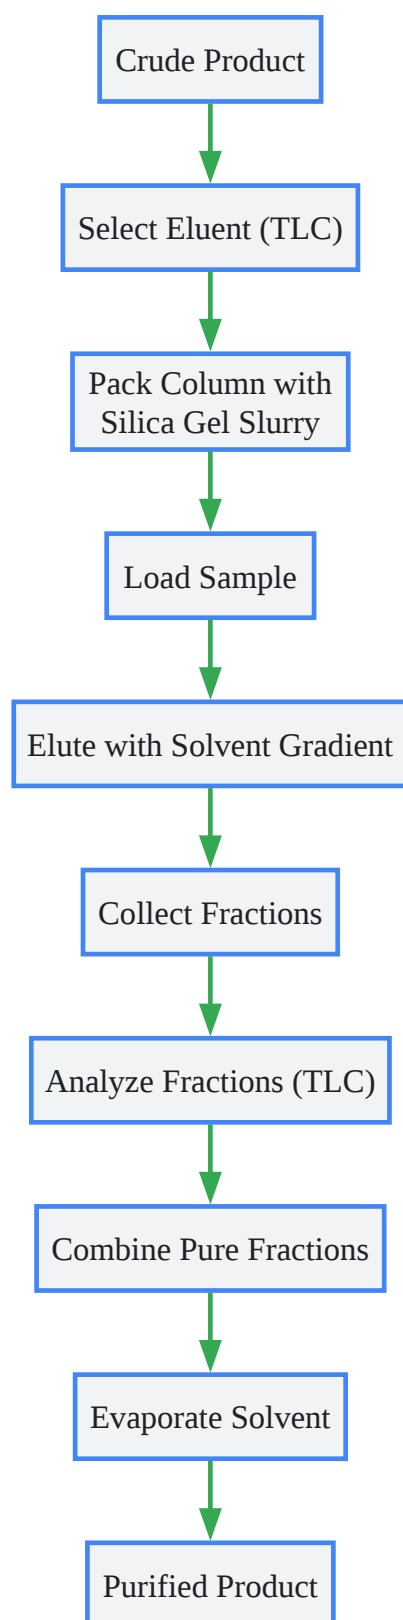 Crude Product
Select Eluent (TLC)
Pack Column with
Silica Gel Slurry
Load Sample
Elute with Solvent Gradient
Collect Fractions
Analyze Fractions (TLC)
Combine Pure Fractions
Evaporate Solvent
Purified Product